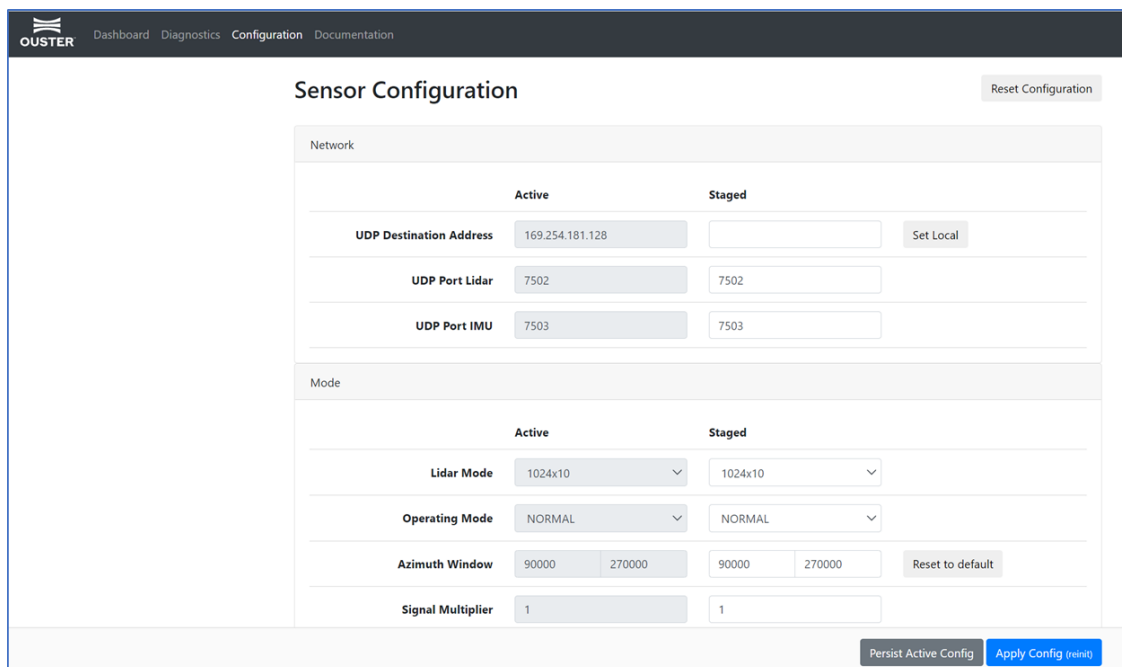 OUSTER Dashboard Diagnostics Configuration Documentation
Sensor Configuration Reset Configuration
Network
Active Staged
UDP Destination Address 169.254.181.128 Set Local
UDP Port Lidar 7502 7502
UDP Port IMU 7503 7503
Mode
Active Staged
Lidar Mode 1024x10 1024x10
Operating Mode NORMAL NORMAL
Azimuth Window 90000 270000 90000 270000 Reset to default
Signal Multiplier 1 1
Persist Active Config Apply Config (reinit)